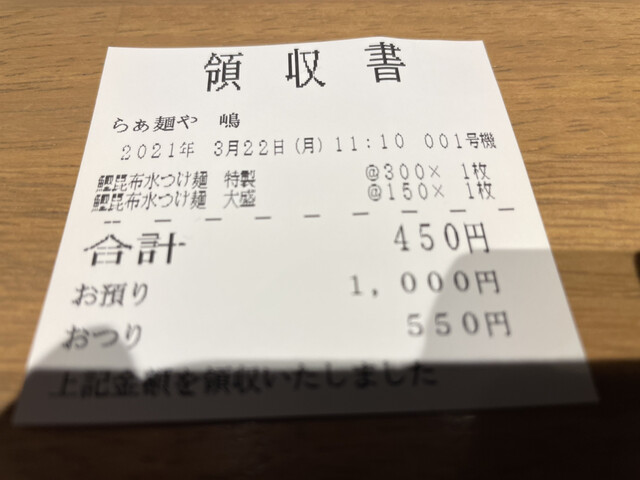 領収書
らぁ麺や 嶋
2021年 3月22日(月) 11:10 001号機
鰹昆布水つけ麺 特製 @300× 1枚
鰹昆布水つけ麺 大盛 @150× 1枚
合計 450円
お預り 1,000円
おつり 550円
上記金額を領収いたしました